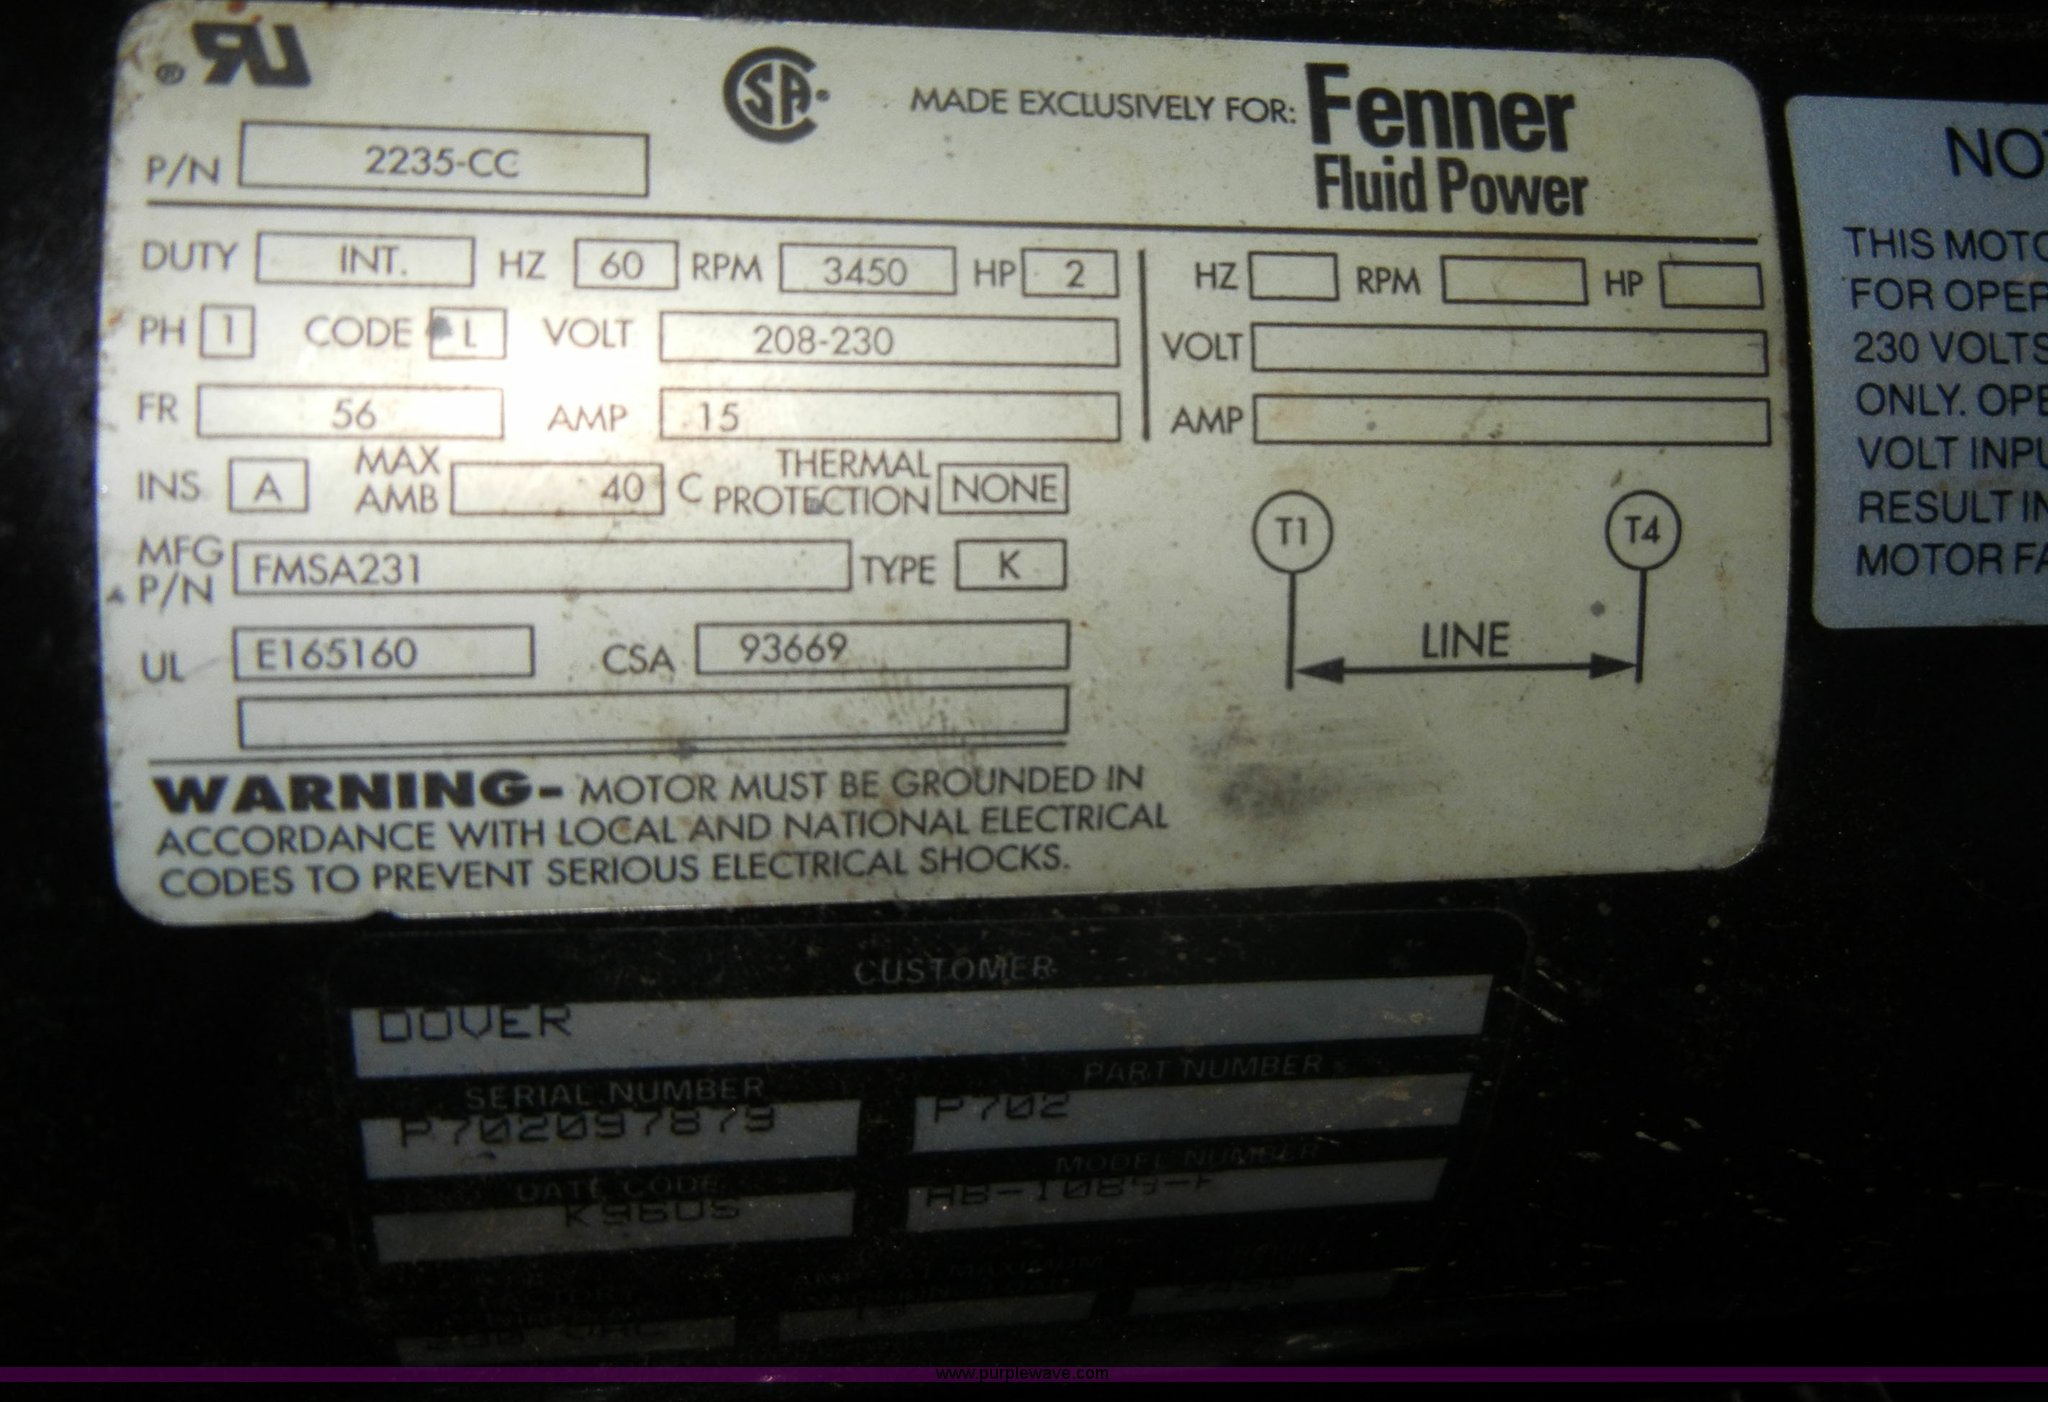 ® RU
CSA
MADE EXCLUSIVELY FOR: Fenner
Fluid Power
P/N 2235-CC
DUTY INT. HZ 60 RPM 3450 HP 2
PH 1 CODE L VOLT 208-230
FR 56 AMP 15
INS A MAX AMB 40 C THERMAL PROTECTION NONE
MFG P/N FMSA231 TYPE K
UL E165160 CSA 93669
HZ RPM HP
VOLT
AMP
T1 T4
LINE
WARNING- MOTOR MUST BE GROUNDED IN
ACCORDANCE WITH LOCAL AND NATIONAL ELECTRICAL
CODES TO PREVENT SERIOUS ELECTRICAL SHOCKS.
NO
THIS MOTO
FOR OPER
230 VOLTS
ONLY. OPE
VOLT INPU
RESULT IN
MOTOR FA
CUSTOMER
DOVER
SERIAL NUMBER PART NUMBER
P702097879 P702
DATE CODE MODEL NUMBER
FACTORY MAXIMUM
www.purplewave.com